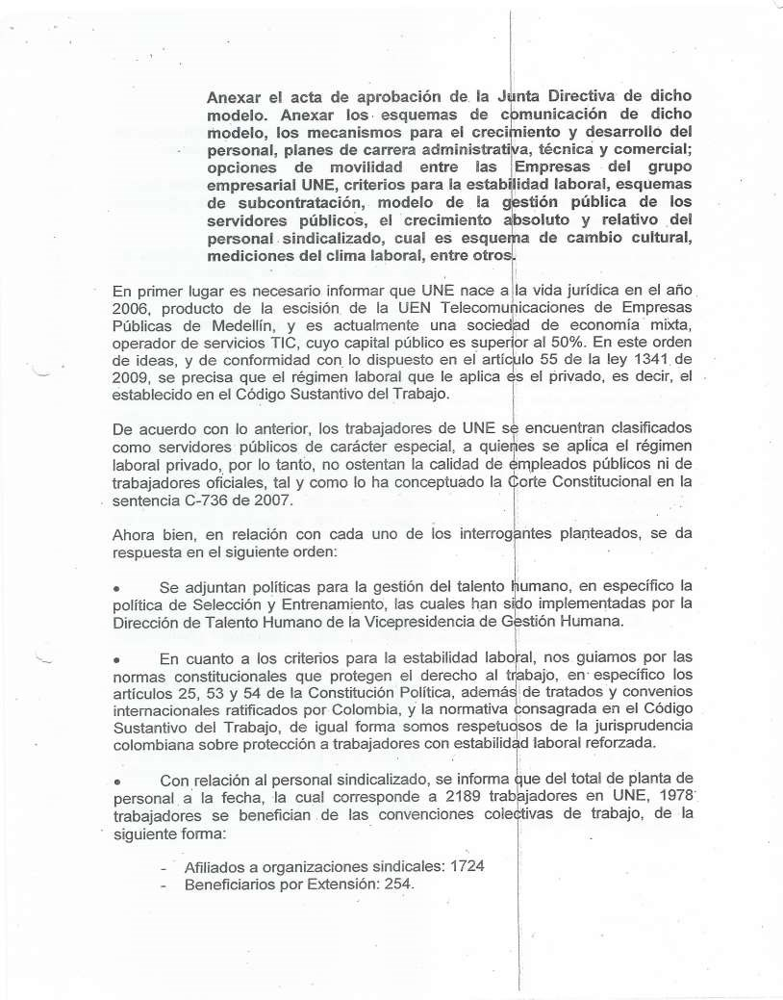 Anexar el acta de aprobación de la Junta Directiva de dicho
modelo. Anexar los esquemas de comunicación de dicho
modelo, los mecanismos para el crecimiento y desarrollo del
personal, planes de carrera administrativa, técnica y comercial;
opciones de movilidad entre las Empresas del grupo
empresarial UNE, criterios para la estabilidad laboral, esquemas
de subcontratación, modelo de la gestión pública de los
servidores públicos, el crecimiento absoluto y relativo del
personal sindicalizado, cual es esquema de cambio cultural,
mediciones del clima laboral, entre otros.
En primer lugar es necesario informar que UNE nace a la vida jurídica en el año
2006, producto de la escisión de la UEN Telecomunicaciones de Empresas
Públicas de Medellín, y es actualmente una sociedad de economía mixta,
operador de servicios TIC, cuyo capital público es superior al 50%. En este orden
de ideas, y de conformidad con lo dispuesto en el artículo 55 de la ley 1341 de
2009, se precisa que el régimen laboral que le aplica es el privado, es decir, el
establecido en el Código Sustantivo del Trabajo.
De acuerdo con lo anterior, los trabajadores de UNE se encuentran clasificados
como servidores públicos de carácter especial, a quienes se aplica el régimen
laboral privado, por lo tanto, no ostentan la calidad de empleados públicos ni de
trabajadores oficiales, tal y como lo ha conceptuado la Corte Constitucional en la
sentencia C-736 de 2007.
Ahora bien, en relación con cada uno de los interrogantes planteados, se da
respuesta en el siguiente orden:
• Se adjuntan políticas para la gestión del talento humano, en específico la
política de Selección y Entrenamiento, las cuales han sido implementadas por la
Dirección de Talento Humano de la Vicepresidencia de Gestión Humana.
• En cuanto a los criterios para la estabilidad laboral, nos guiamos por las
normas constitucionales que protegen el derecho al trabajo, en específico los
artículos 25, 53 y 54 de la Constitución Política, además de tratados y convenios
internacionales ratificados por Colombia, y la normativa consagrada en el Código
Sustantivo del Trabajo, de igual forma somos respetuosos de la jurisprudencia
colombiana sobre protección a trabajadores con estabilidad laboral reforzada.
• Con relación al personal sindicalizado, se informa que del total de planta de
personal a la fecha, la cual corresponde a 2189 trabajadores en UNE, 1978
trabajadores se benefician de las convenciones colectivas de trabajo, de la
siguiente forma:
- Afiliados a organizaciones sindicales: 1724
- Beneficiarios por Extensión: 254.